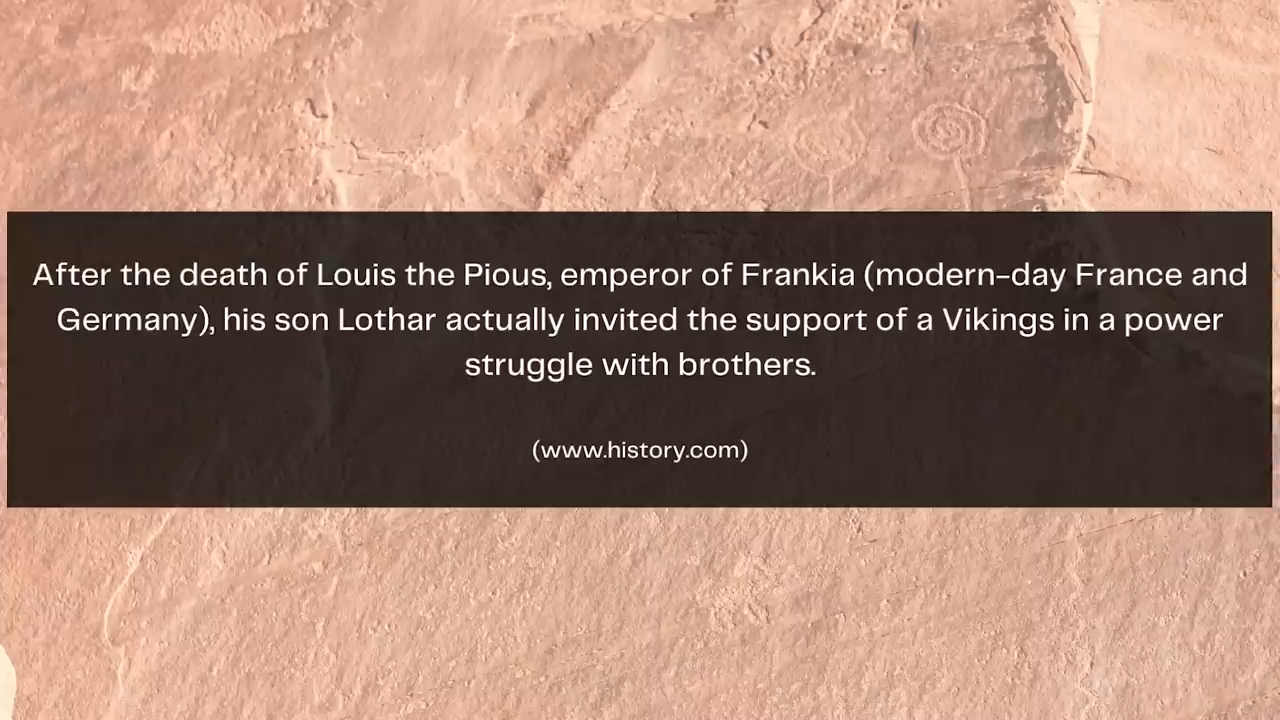 After the death of Louis the Pious, emperor of Frankia (modern-day France and
Germany), his son Lothar actually invited the support of a Vikings in a power
struggle with brothers.
(www.history.com)